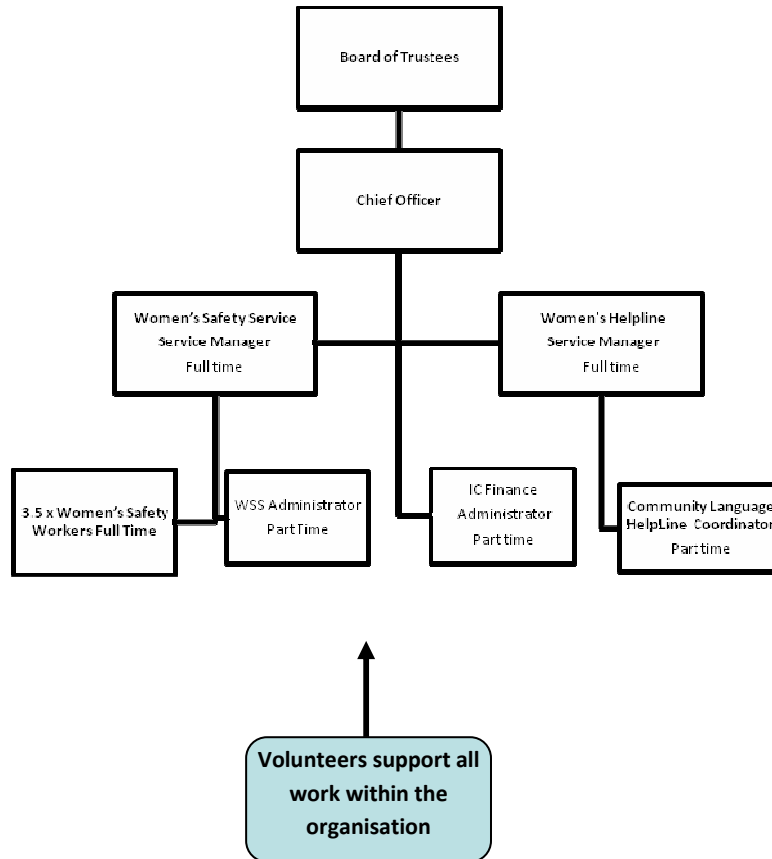 Board of Trustees
Chief Officer
Women's Safety Service
Service Manager
Full time
Women's Helpline
Service Manager
Full time
3.5 x Women's Safety
Workers Full Time
WSS Administrator
Part Time
IC Finance
Administrator
Part time
Community Language
HelpLine Coordinator
Part time
Volunteers support all
work within the
organisation